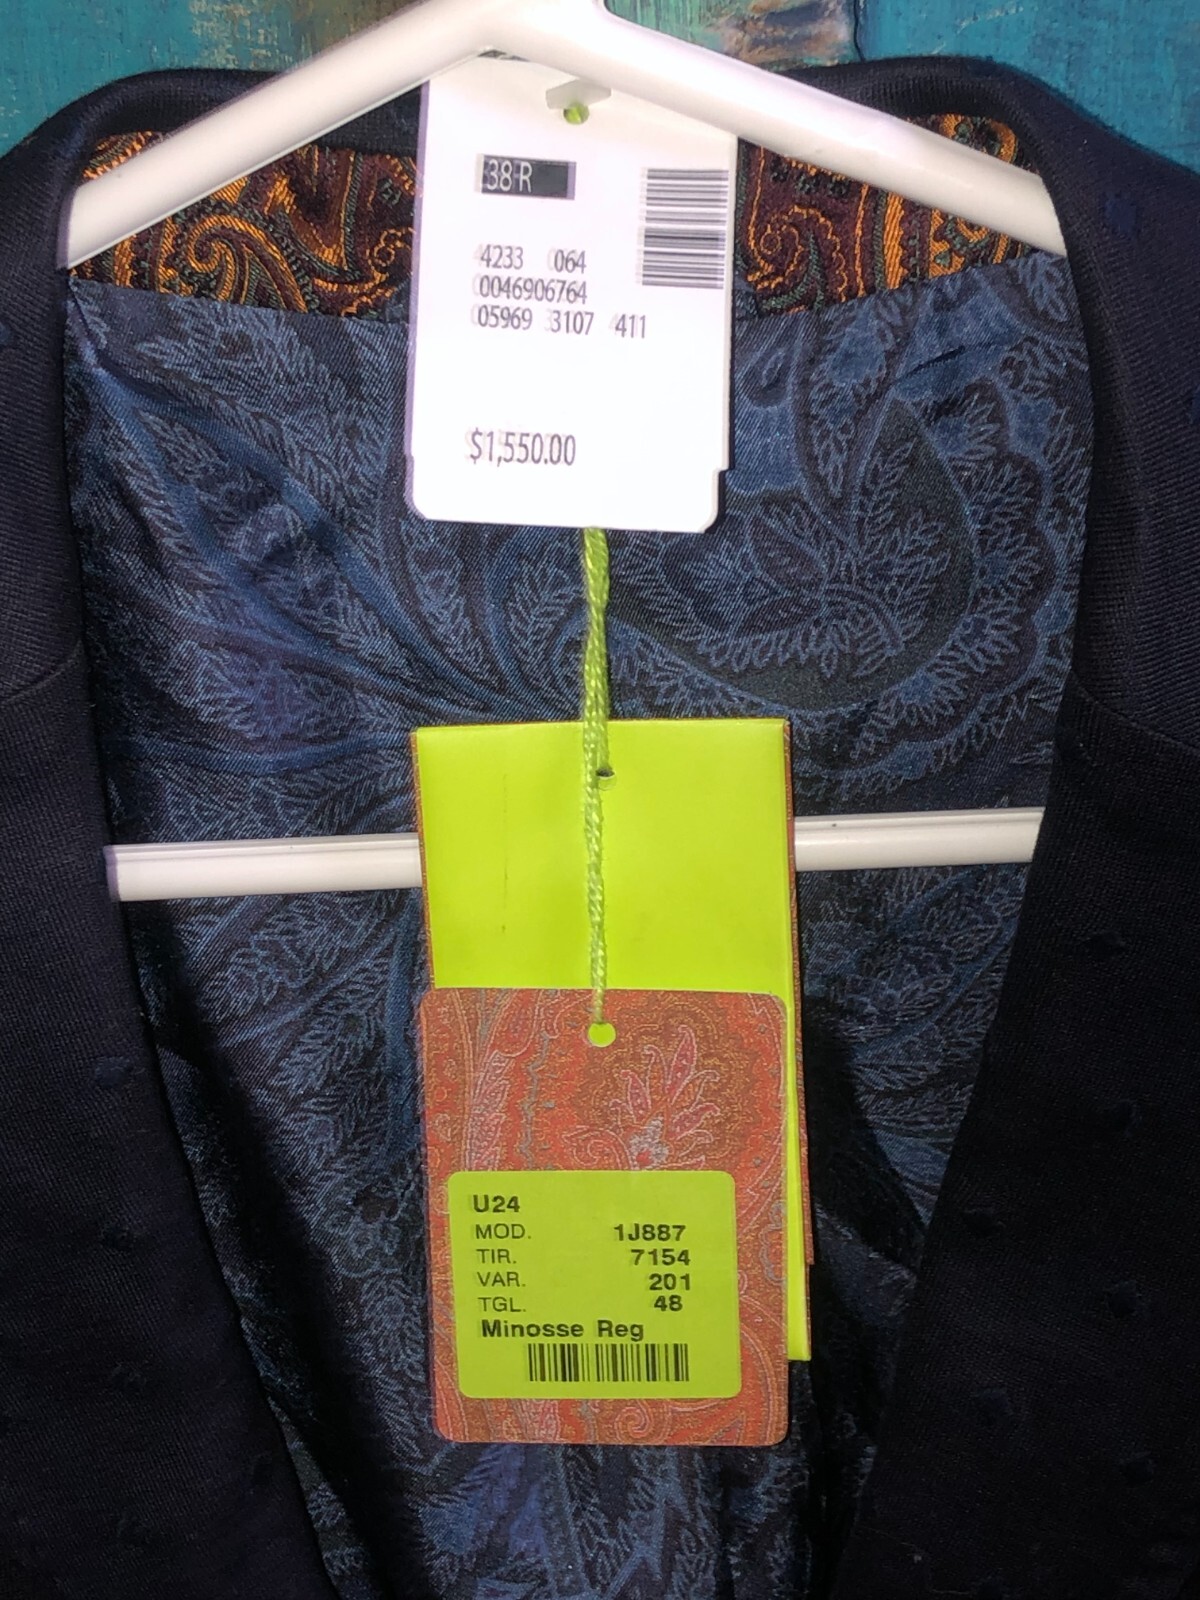 38 R
4233 064
0046906764
05969 3107 411
$1,550.00
U24
MOD. 1J887
TIR. 7154
VAR. 201
TGL. 48
Minosse Reg